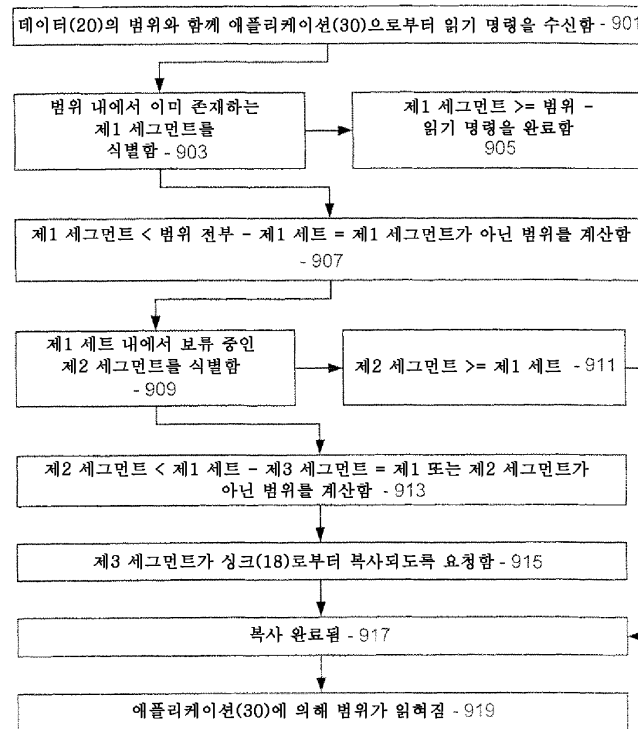 데이터(20)의 범위와 함께 애플리케이션(30)으로부터 읽기 명령을 수신함 - 901
범위 내에서 이미 존재하는
제1 세그먼트를
식별함 - 903
제1 세그먼트 >= 범위 -
읽기 명령을 완료함
905
제1 세그먼트 < 범위 전부 - 제1 세트 = 제1 세그먼트가 아닌 범위를 계산함
- 907
제1 세트 내에서 보류 중인
제2 세그먼트를 식별함
- 909
제2 세그먼트 >= 제1 세트 - 911
제2 세그먼트 < 제1 세트 - 제3 세그먼트 = 제1 또는 제2 세그먼트가
아닌 범위를 계산함 - 913
제3 세그먼트가 싱크(18)로부터 복사되도록 요청함 - 915
복사 완료됨 - 917
애플리케이션(30)에 의해 범위가 읽혀짐 - 919